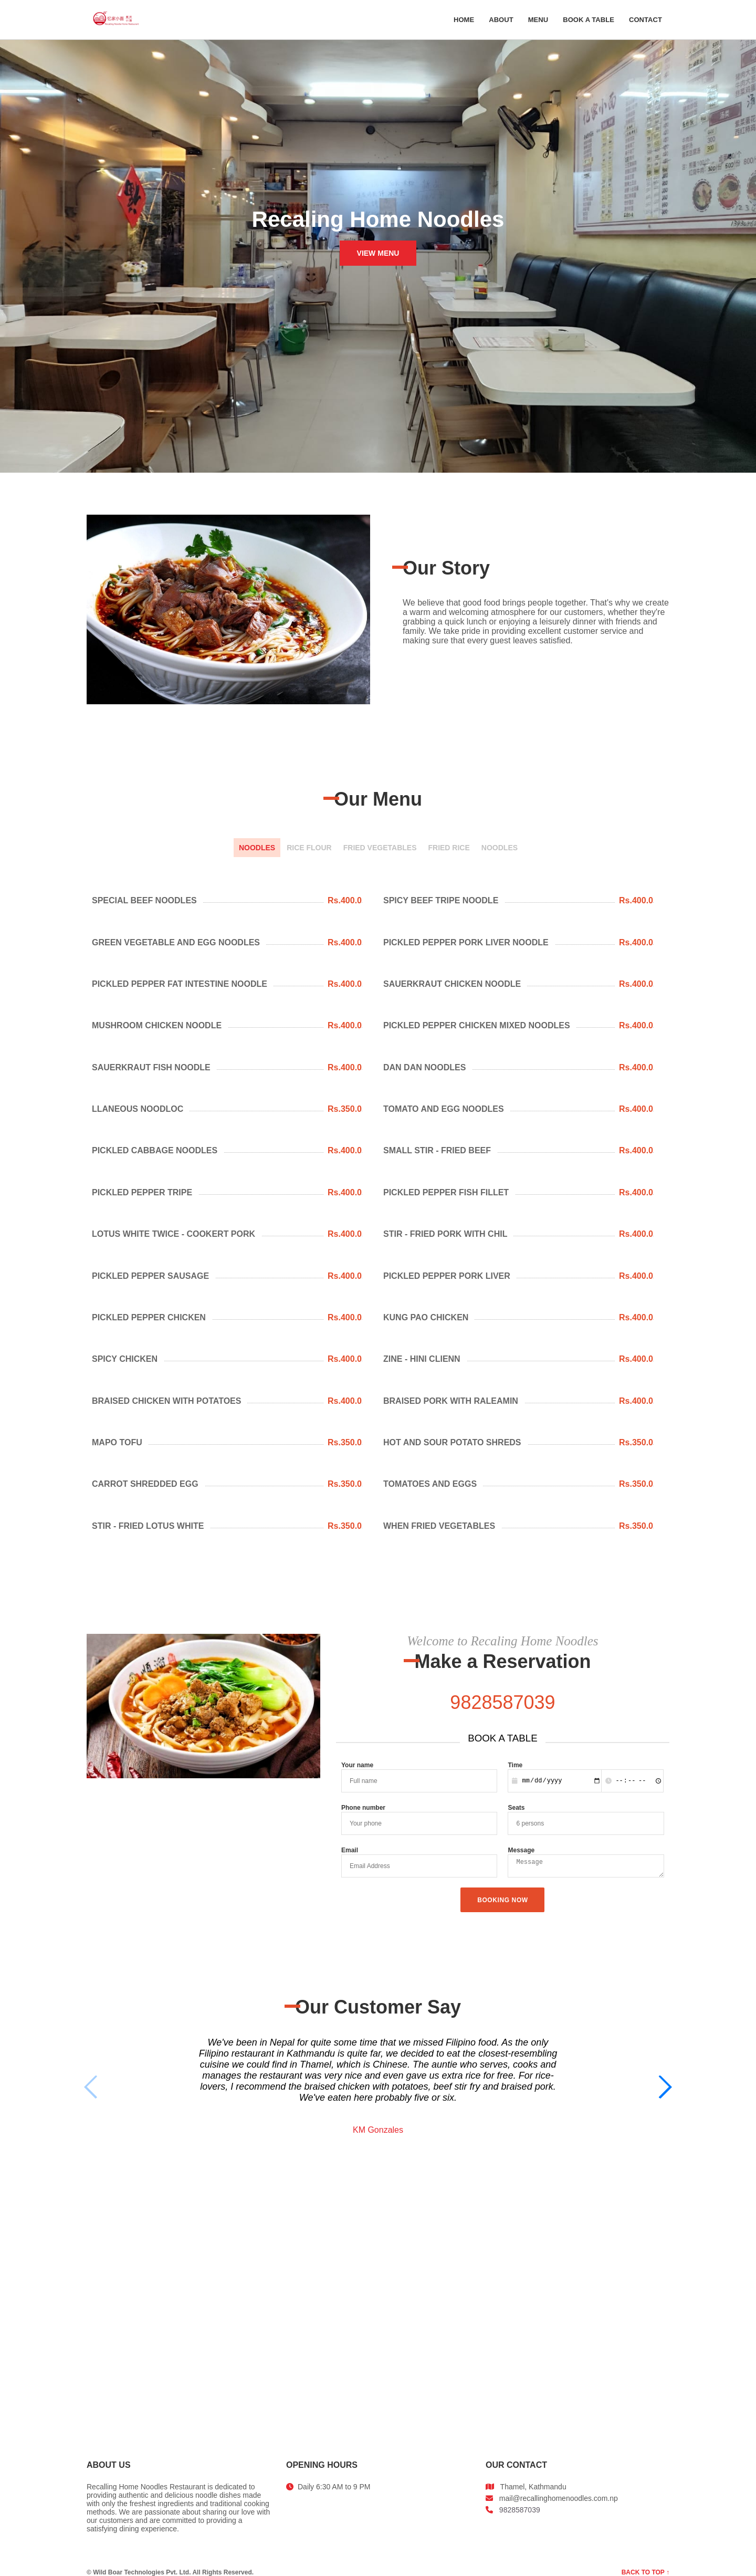 HOME ABOUT MENU BOOK A TABLE CONTACT
Recaling Home Noodles
VIEW MENU
Our Story
We believe that good food brings people together. That's why we create
a warm and welcoming atmosphere for our customers, whether they're
grabbing a quick lunch or enjoying a leisurely dinner with friends and
family. We take pride in providing excellent customer service and
making sure that every guest leaves satisfied.
Our Menu
NOODLES RICE FLOUR FRIED VEGETABLES FRIED RICE NOODLES
SPECIAL BEEF NOODLES Rs.400.0 SPICY BEEF TRIPE NOODLE Rs.400.0
GREEN VEGETABLE AND EGG NOODLES Rs.400.0 PICKLED PEPPER PORK LIVER NOODLE Rs.400.0
PICKLED PEPPER FAT INTESTINE NOODLE Rs.400.0 SAUERKRAUT CHICKEN NOODLE Rs.400.0
MUSHROOM CHICKEN NOODLE Rs.400.0 PICKLED PEPPER CHICKEN MIXED NOODLES Rs.400.0
SAUERKRAUT FISH NOODLE Rs.400.0 DAN DAN NOODLES Rs.400.0
LLANEOUS NOODLOC Rs.350.0 TOMATO AND EGG NOODLES Rs.400.0
PICKLED CABBAGE NOODLES Rs.400.0 SMALL STIR - FRIED BEEF Rs.400.0
PICKLED PEPPER TRIPE Rs.400.0 PICKLED PEPPER FISH FILLET Rs.400.0
LOTUS WHITE TWICE - COOKERT PORK Rs.400.0 STIR - FRIED PORK WITH CHIL Rs.400.0
PICKLED PEPPER SAUSAGE Rs.400.0 PICKLED PEPPER PORK LIVER Rs.400.0
PICKLED PEPPER CHICKEN Rs.400.0 KUNG PAO CHICKEN Rs.400.0
SPICY CHICKEN Rs.400.0 ZINE - HINI CLIENN Rs.400.0
BRAISED CHICKEN WITH POTATOES Rs.400.0 BRAISED PORK WITH RALEAMIN Rs.400.0
MAPO TOFU Rs.350.0 HOT AND SOUR POTATO SHREDS Rs.350.0
CARROT SHREDDED EGG Rs.350.0 TOMATOES AND EGGS Rs.350.0
STIR - FRIED LOTUS WHITE Rs.350.0 WHEN FRIED VEGETABLES Rs.350.0
Welcome to Recaling Home Noodles
Make a Reservation
9828587039
BOOK A TABLE
Your name Time
Full name mm/dd/yyyy --:-- --
Phone number Seats
Your phone 6 persons
Email Message
Email Address Message
BOOKING NOW
Our Customer Say
We've been in Nepal for quite some time that we missed Filipino food. As the only
Filipino restaurant in Kathmandu is quite far, we decided to eat the closest-resembling
cuisine we could find in Thamel, which is Chinese. The auntie who serves, cooks and
manages the restaurant was very nice and even gave us extra rice for free. For rice-
lovers, I recommend the braised chicken with potatoes, beef stir fry and braised pork.
We've eaten here probably five or six.
KM Gonzales
ABOUT US
Recalling Home Noodles Restaurant is dedicated to
providing authentic and delicious noodle dishes made
with only the freshest ingredients and traditional cooking
methods. We are passionate about sharing our love with
our customers and are committed to providing a
satisfying dining experience.
OPENING HOURS
Daily 6:30 AM to 9 PM
OUR CONTACT
Thamel, Kathmandu
mail@recallinghomenoodles.com.np
9828587039
© Wild Boar Technologies Pvt. Ltd. All Rights Reserved.
BACK TO TOP ↑